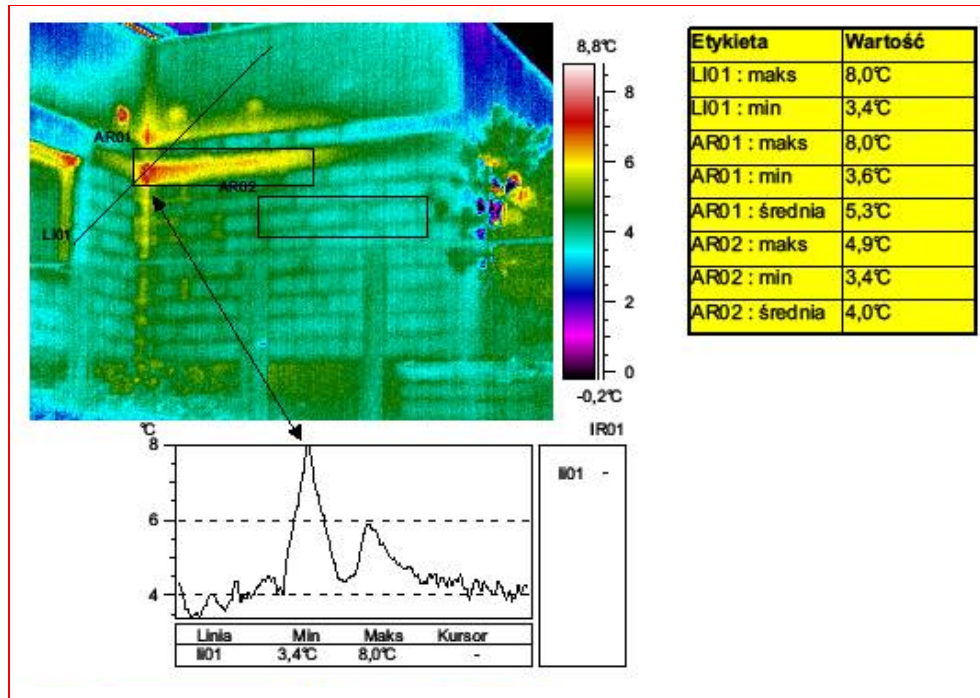 8,8°C
8
6
4
2
0
-0,2°C
AR01
AR02
LI01
Etykieta Wartość
LI01 : maks 8,0°C
LI01 : min 3,4°C
AR01 : maks 8,0°C
AR01 : min 3,6°C
AR01 : średnia 5,3°C
AR02 : maks 4,9°C
AR02 : min 3,4°C
AR02 : średnia 4,0°C
°C
IR01
8
6
4
li01 -
Linia Min Maks Kursor
li01 3,4°C 8,0°C -